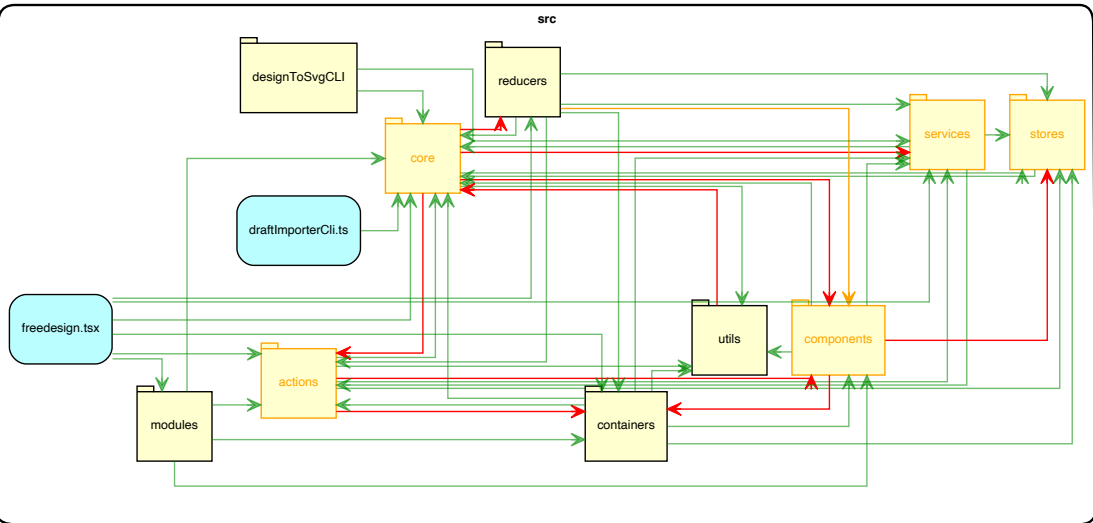 src
designToSvgCLI
reducers
services
stores
core
draftImporterCli.ts
freedesign.tsx
utils
components
actions
modules
containers